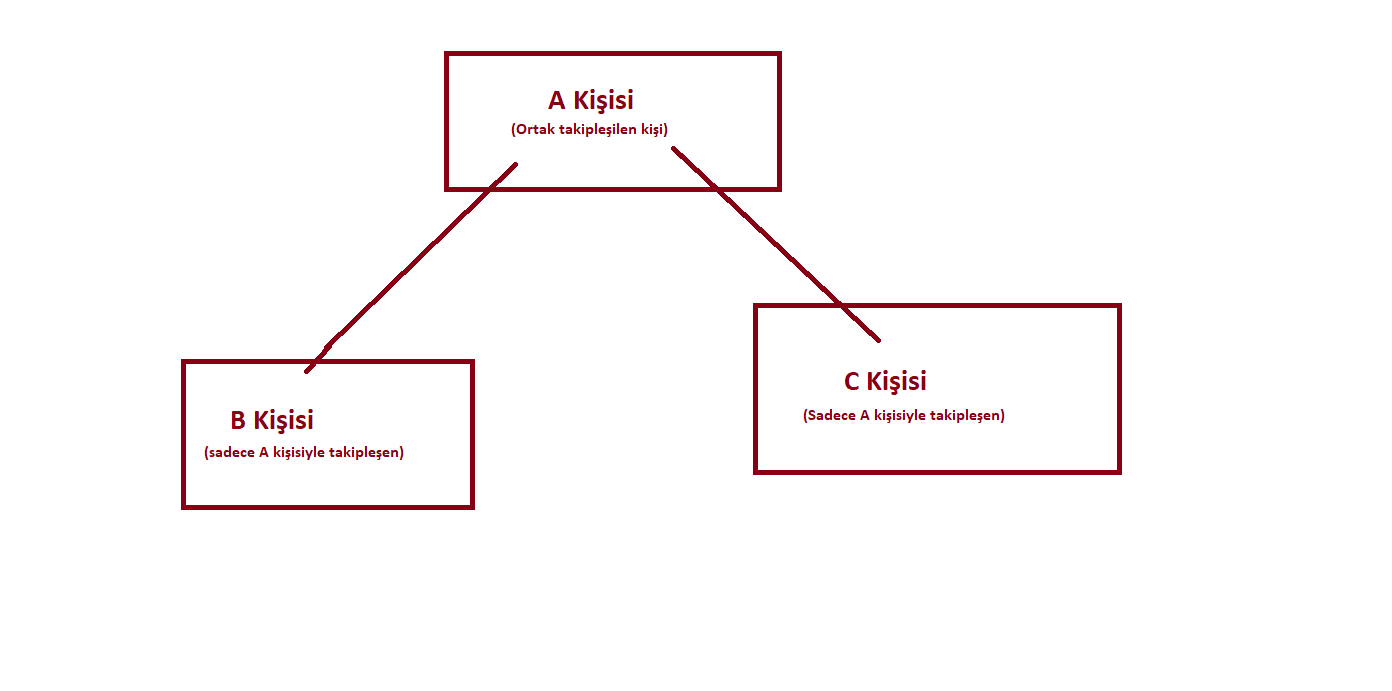 A Kişisi
(Ortak takipleşilen kişi)
B Kişisi
(sadece A kişisiyle takipleşen)
C Kişisi
(Sadece A kişisiyle takipleşen)